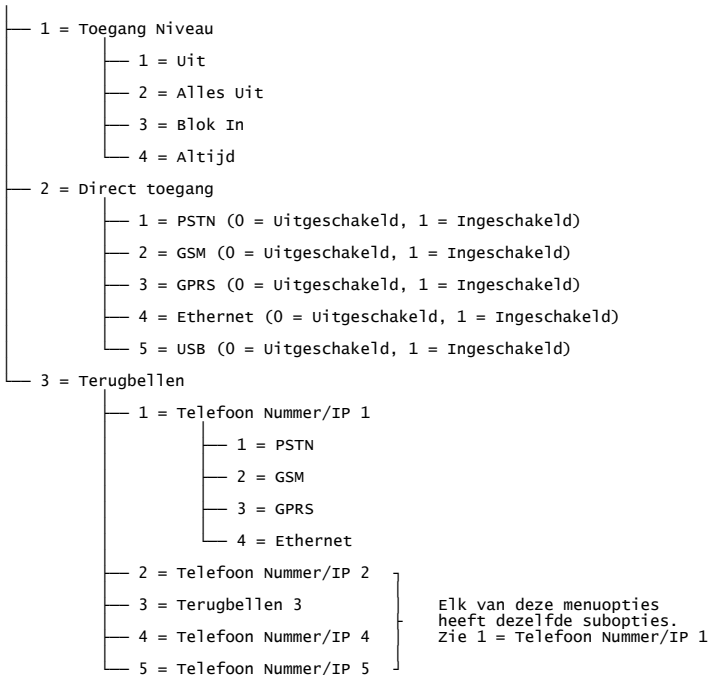 1 = Toegang Niveau
1 = Uit
2 = Alles Uit
3 = Blok In
4 = Altijd
2 = Direct toegang
1 = PSTN (0 = Uitgeschakeld, 1 = Ingeschakeld)
2 = GSM (0 = Uitgeschakeld, 1 = Ingeschakeld)
3 = GPRS (0 = Uitgeschakeld, 1 = Ingeschakeld)
4 = Ethernet (0 = Uitgeschakeld, 1 = Ingeschakeld)
5 = USB (0 = Uitgeschakeld, 1 = Ingeschakeld)
3 = Terugbellen
1 = Telefoon Nummer/IP 1
1 = PSTN
2 = GSM
3 = GPRS
4 = Ethernet
2 = Telefoon Nummer/IP 2
3 = Terugbellen 3
4 = Telefoon Nummer/IP 4
5 = Telefoon Nummer/IP 5
Elk van deze menuopties
heeft dezelfde subopties.
Zie 1 = Telefoon Nummer/IP 1